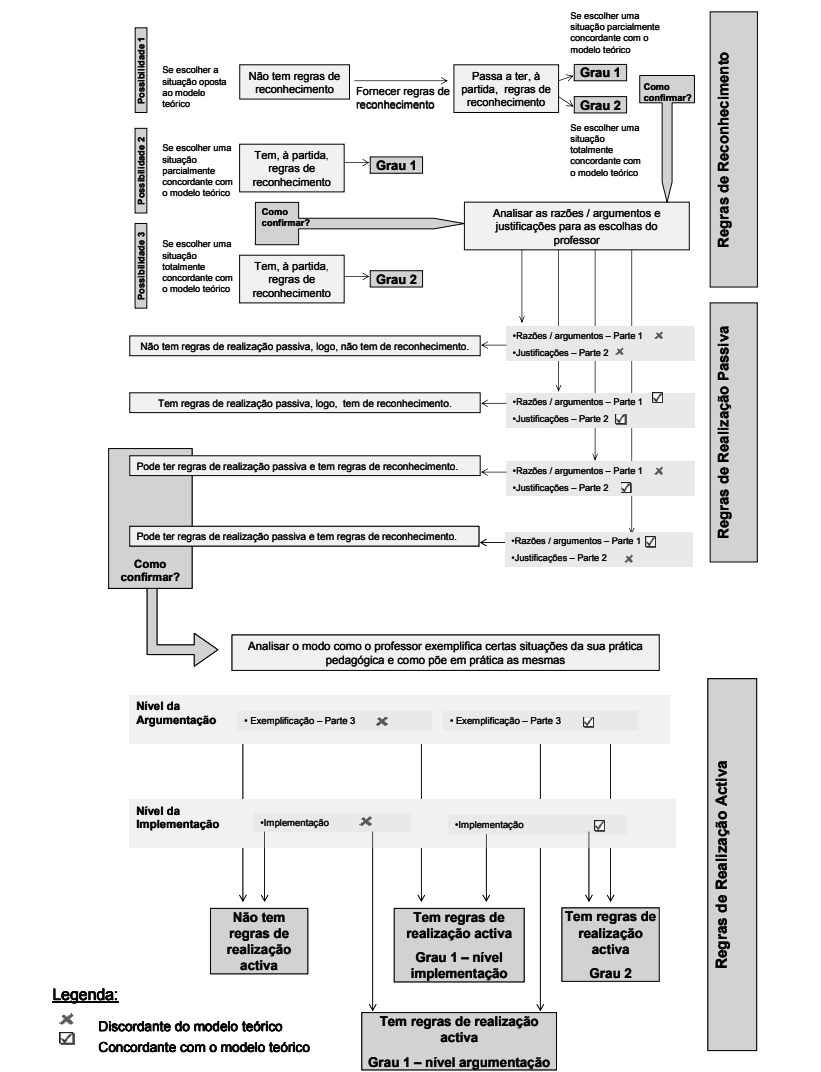 Possibilidade 1
Se escolher a
situação oposta
ao modelo
teórico
Não tem regras de
reconhecimento
Fornecer regras de
reconhecimento
Passa a ter, à
partida, regras de
reconhecimento
Se escolher uma
situação parcialmente
concordante com o
modelo teórico
Grau 1
Grau 2
Se escolher uma
situação
totalmente
concordante com
o modelo teórico
Como
confirmar?
Regras de Reconhecimento
Possibilidade 2
Se escolher uma
situação
parcialmente
concordante com
o modelo teórico
Tem, à partida,
regras de
reconhecimento
Grau 1
Como
confirmar?
Analisar as razões / argumentos e
justificações para as escolhas do
professor
Possibilidade 3
Se escolher uma
situação
totalmente
concordante com
o modelo teórico
Tem, à partida,
regras de
reconhecimento
Grau 2
Regras de Realização Passiva
Não tem regras de realização passiva, logo, não tem de reconhecimento.
•Razões / argumentos – Parte 1
•Justificações – Parte 2
Tem regras de realização passiva, logo, tem de reconhecimento.
•Razões / argumentos – Parte 1
•Justificações – Parte 2
Pode ter regras de realização passiva e tem regras de reconhecimento.
•Razões / argumentos – Parte 1
•Justificações – Parte 2
Pode ter regras de realização passiva e tem regras de reconhecimento.
•Razões / argumentos – Parte 1
•Justificações – Parte 2
Como
confirmar?
Analisar o modo como o professor exemplifica certas situações da sua prática
pedagógica e como põe em prática as mesmas
Regras de Realização Activa
Nível da
Argumentação
• Exemplificação – Parte 3
• Exemplificação – Parte 3
Nível da
Implementação
•Implementação
•Implementação
Não tem
regras de
realização
activa
Tem regras de
realização activa
Grau 1 – nível
implementação
Tem regras de
realização
activa
Grau 2
Tem regras de realização
activa
Grau 1 – nível argumentação
Legenda:
Discordante do modelo teórico
Concordante com o modelo teórico